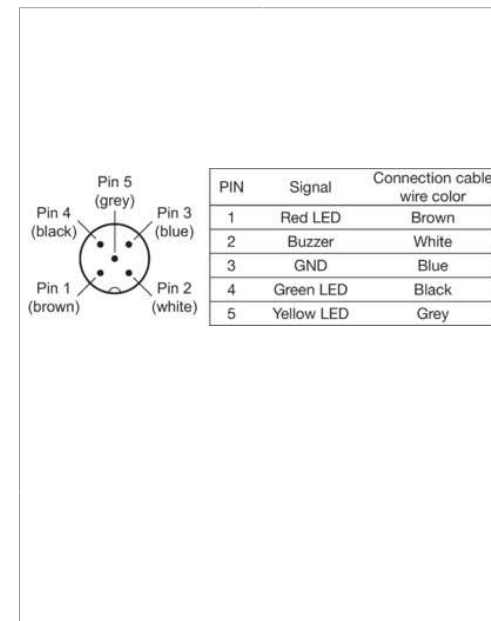 Pin 5
(grey)
Pin 4
(black)
Pin 3
(blue)
Pin 1
(brown)
Pin 2
(white)
PIN Signal Connection cable wire color
1 Red LED Brown
2 Buzzer White
3 GND Blue
4 Green LED Black
5 Yellow LED Grey